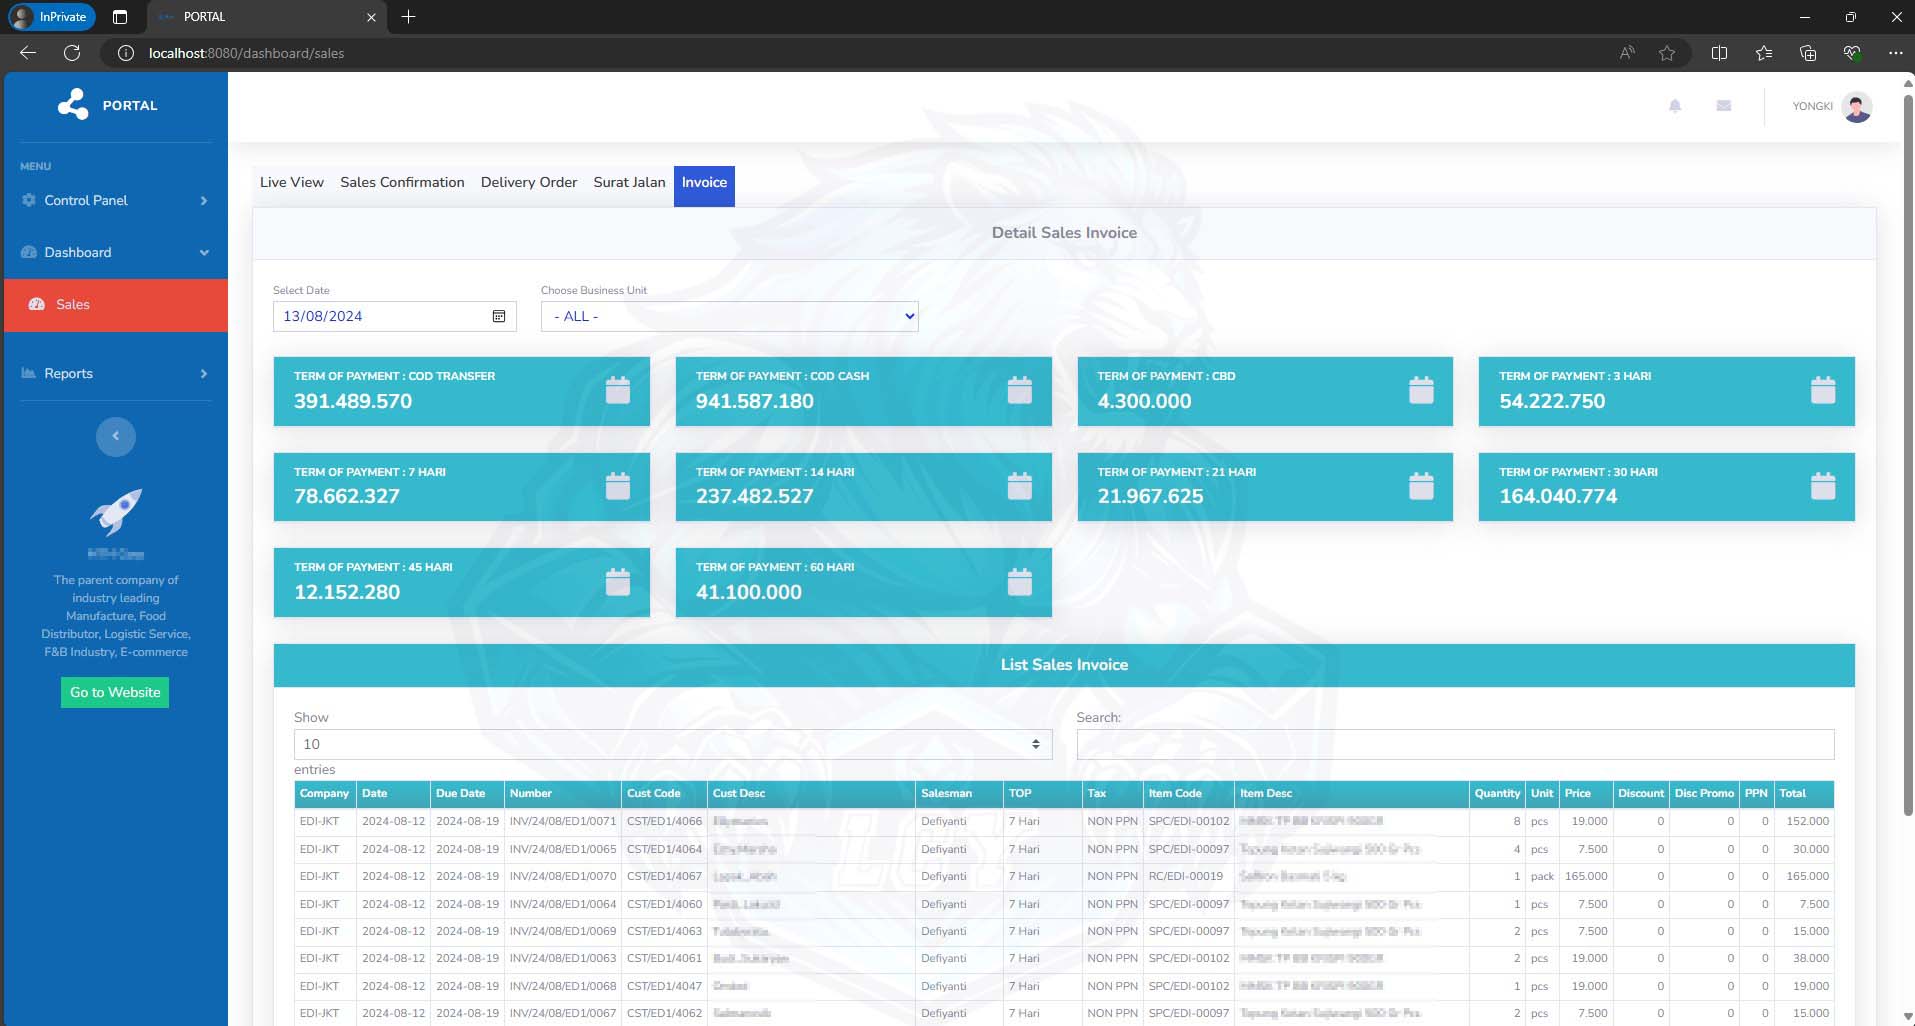 InPrivate
PORTAL
localhost:8080/dashboard/sales
PORTAL
YONGKI
MENU
Control Panel
Dashboard
Sales
Reports
The parent company of
industry leading
Manufacture, Food
Distributor, Logistic Service,
F&B Industry, E-commerce
Go to Website
Live View Sales Confirmation Delivery Order Surat Jalan Invoice
Detail Sales Invoice
Select Date Choose Business Unit
13/08/2024 - ALL -
TERM OF PAYMENT : COD TRANSFER
391.489.570
TERM OF PAYMENT : COD CASH
941.587.180
TERM OF PAYMENT : CBD
4.300.000
TERM OF PAYMENT : 3 HARI
54.222.750
TERM OF PAYMENT : 7 HARI
78.662.327
TERM OF PAYMENT : 14 HARI
237.482.527
TERM OF PAYMENT : 21 HARI
21.967.625
TERM OF PAYMENT : 30 HARI
164.040.774
TERM OF PAYMENT : 45 HARI
12.152.280
TERM OF PAYMENT : 60 HARI
41.100.000
List Sales Invoice
Show Search:
10
entries
Company Date Due Date Number Cust Code Cust Desc Salesman TOP Tax Item Code Item Desc Quantity Unit Price Discount Disc Promo PPN Total
EDI-JKT 2024-08-12 2024-08-19 INV/24/08/ED1/0071 CST/ED1/4066 Defiyanti 7 Hari NON PPN SPC/EDI-00102 8 pcs 19.000 0 0 0 152.000
EDI-JKT 2024-08-12 2024-08-19 INV/24/08/ED1/0065 CST/ED1/4064 Defiyanti 7 Hari NON PPN SPC/EDI-00097 4 pcs 7.500 0 0 0 30.000
EDI-JKT 2024-08-12 2024-08-19 INV/24/08/ED1/0070 CST/ED1/4067 Defiyanti 7 Hari NON PPN RC/EDI-00019 1 pack 165.000 0 0 0 165.000
EDI-JKT 2024-08-12 2024-08-19 INV/24/08/ED1/0064 CST/ED1/4060 Defiyanti 7 Hari NON PPN SPC/EDI-00097 1 pcs 7.500 0 0 0 7.500
EDI-JKT 2024-08-12 2024-08-19 INV/24/08/ED1/0069 CST/ED1/4063 Defiyanti 7 Hari NON PPN SPC/EDI-00097 2 pcs 7.500 0 0 0 15.000
EDI-JKT 2024-08-12 2024-08-19 INV/24/08/ED1/0063 CST/ED1/4061 Defiyanti 7 Hari NON PPN SPC/EDI-00102 2 pcs 19.000 0 0 0 38.000
EDI-JKT 2024-08-12 2024-08-19 INV/24/08/ED1/0068 CST/ED1/4047 Defiyanti 7 Hari NON PPN SPC/EDI-00102 1 pcs 19.000 0 0 0 19.000
EDI-JKT 2024-08-12 2024-08-19 INV/24/08/ED1/0067 CST/ED1/4062 Defiyanti 7 Hari NON PPN SPC/EDI-00097 2 pcs 7.500 0 0 0 15.000